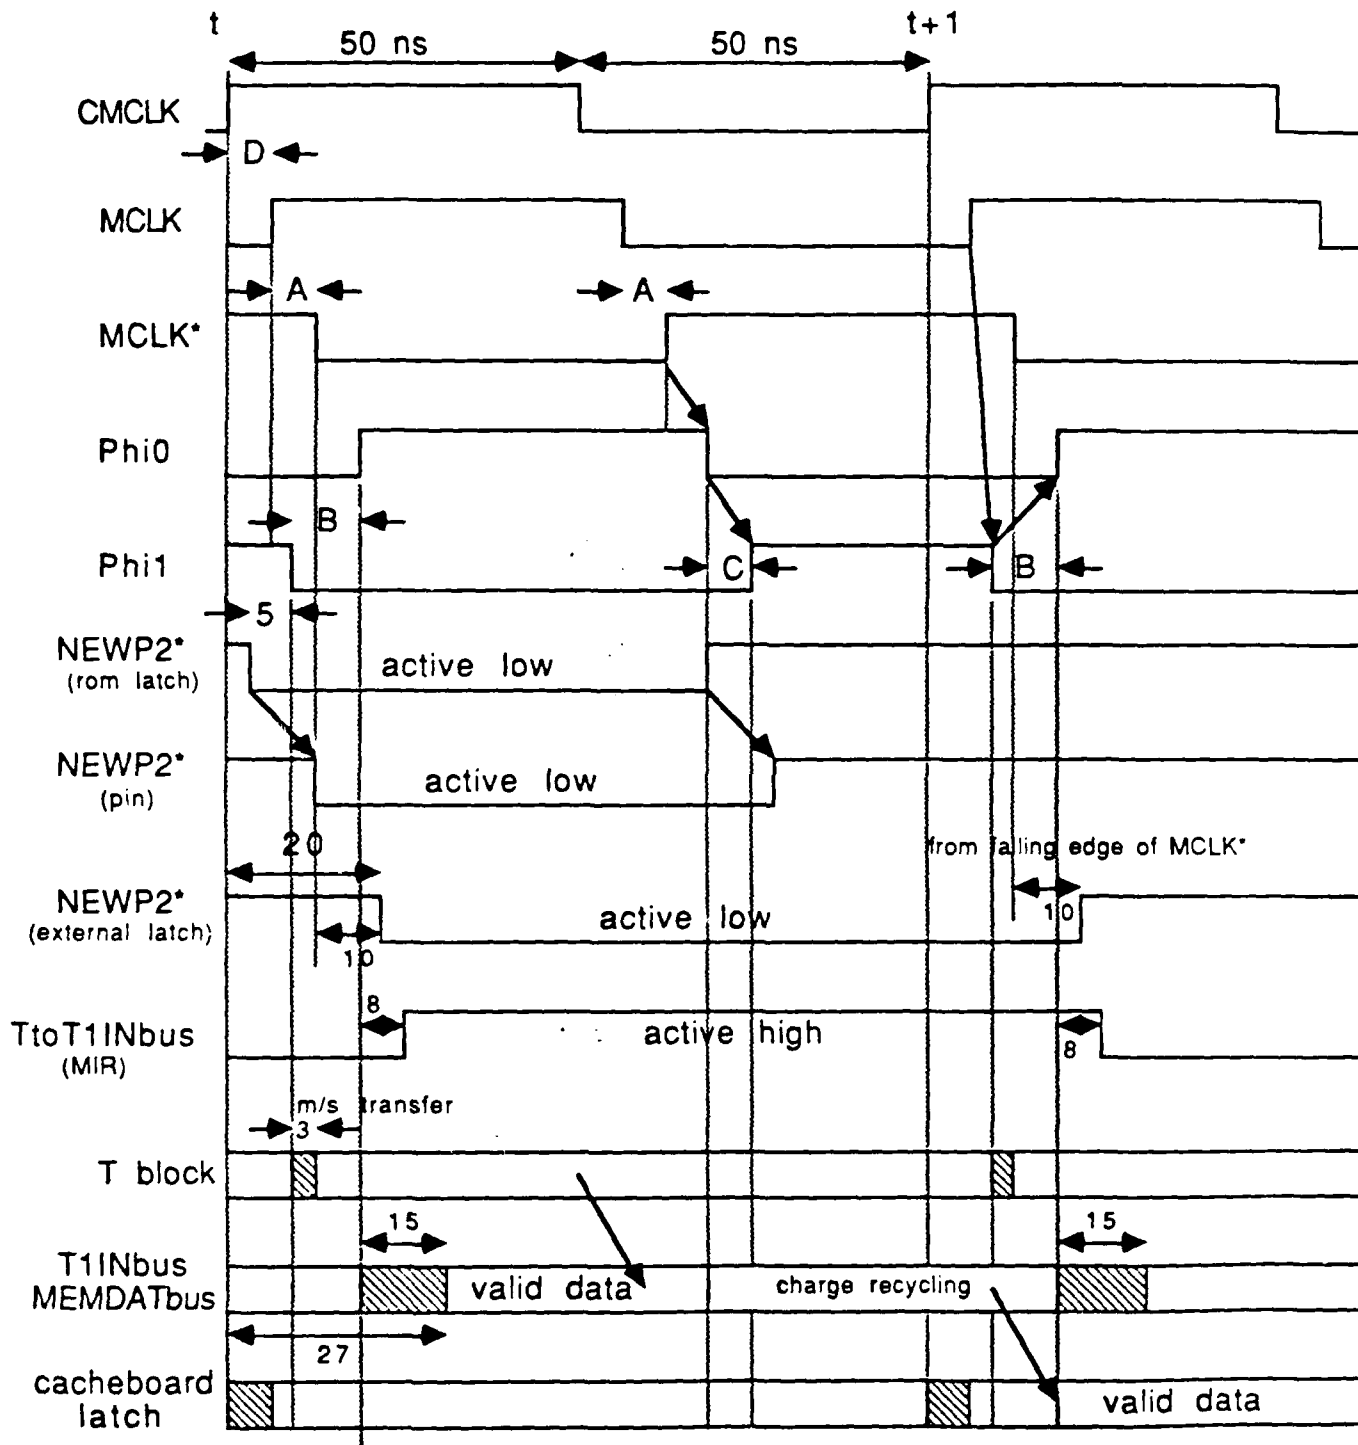 t
t+1
50 ns
50 ns
CMCLK
D
MCLK
A
A
MCLK*
Phi0
B
Phi1
C
B
5
NEWP2*
(rom latch)
active low
NEWP2*
(pin)
active low
20
from falling edge of MCLK*
NEWP2*
(external latch)
active low
10
10
8
TtoT1INbus
(MIR)
active high
8
m/s transfer
3
T block
15
15
T1INbus
MEMDATbus
valid data
charge recycling
27
cacheboard
latch
valid data